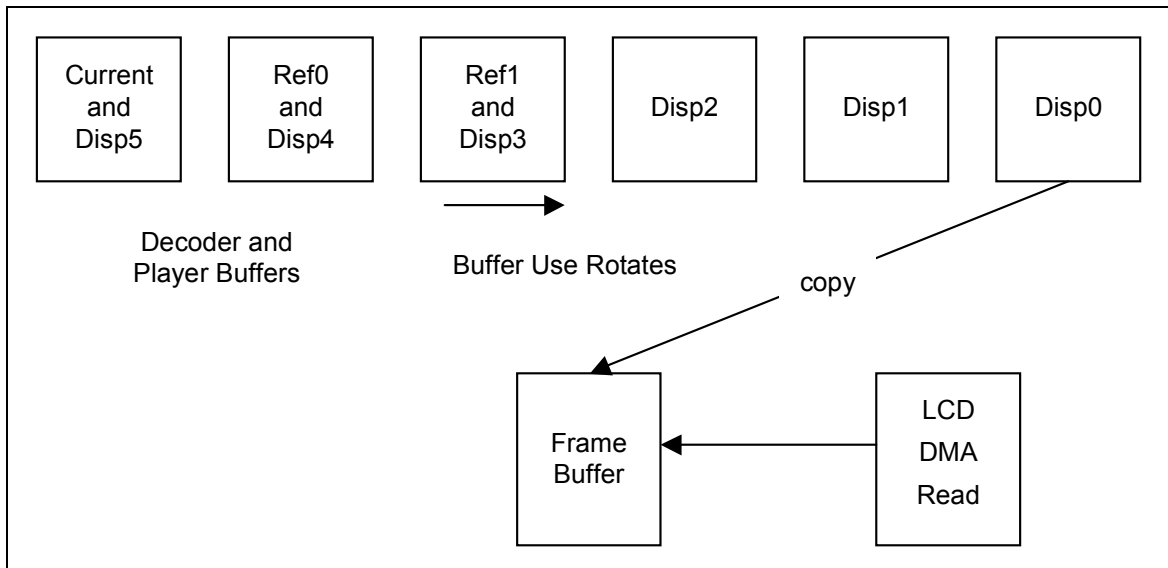 Current
and
Disp5
Ref0
and
Disp4
Ref1
and
Disp3
Disp2
Disp1
Disp0
Decoder and
Player Buffers
Buffer Use Rotates
copy
Frame
Buffer
LCD
DMA
Read